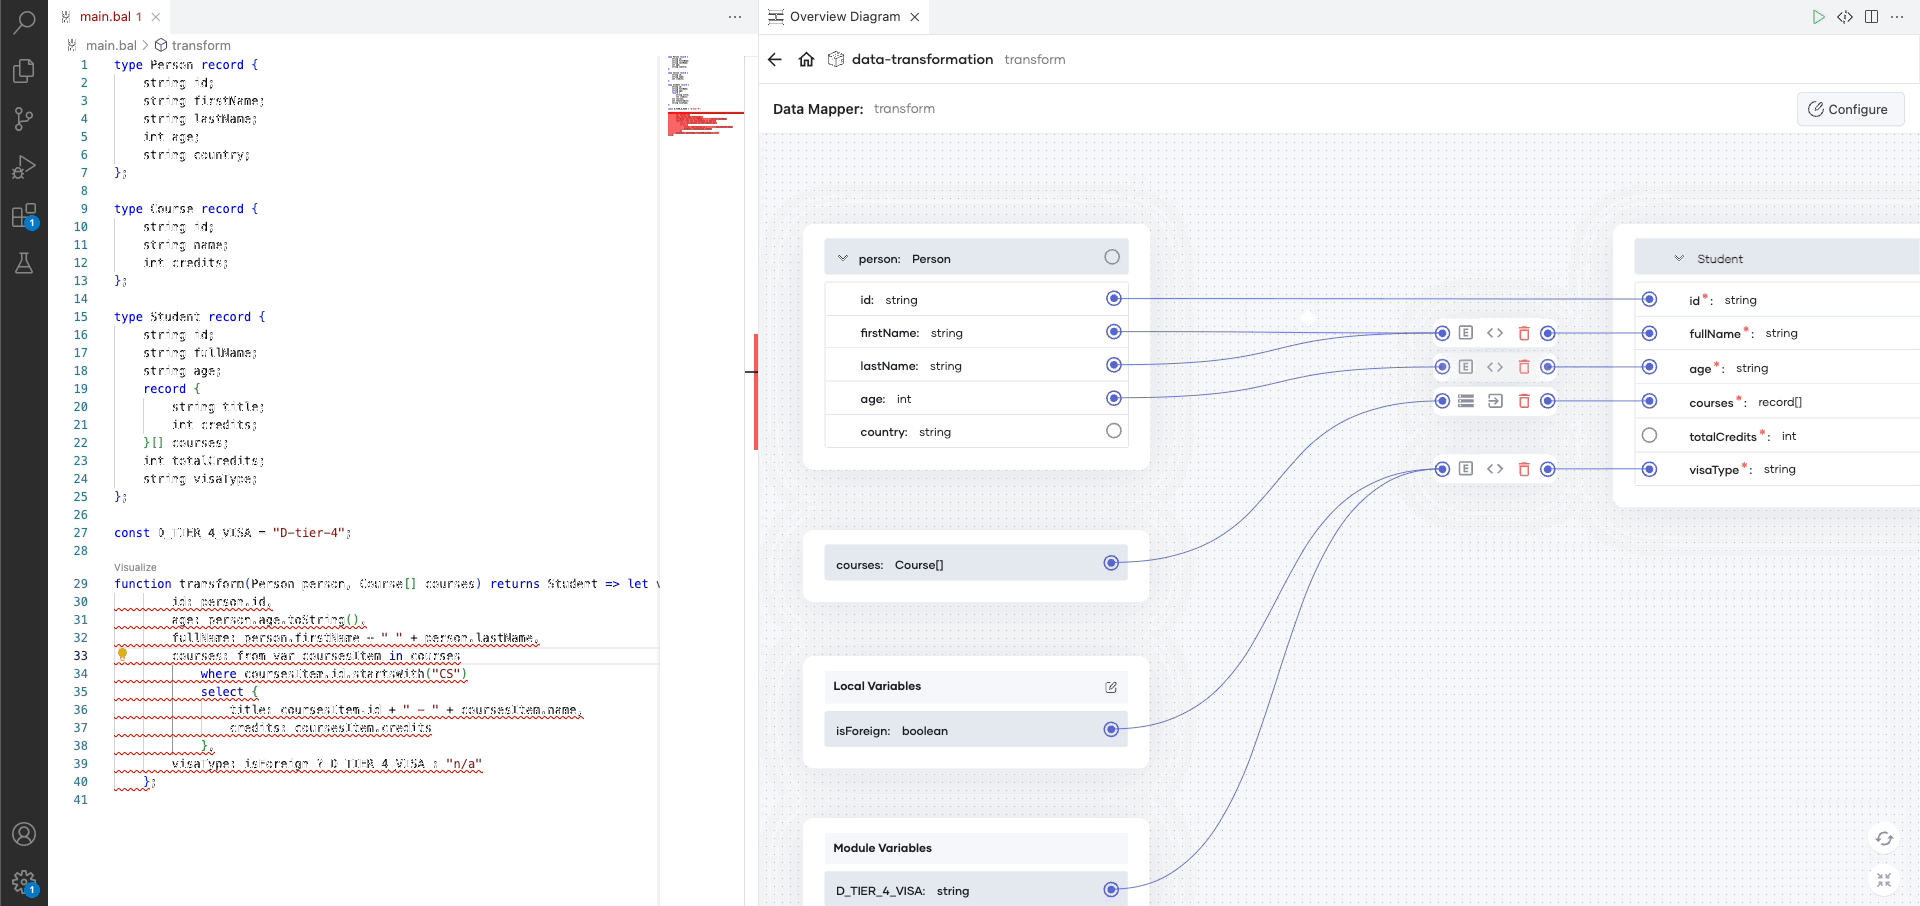 main.bal 1
main.bal > transform
1 type Person record {
2 string id;
3 string firstName;
4 string lastName;
5 int age;
6 string country;
7 };
8
9 type Course record {
10 string id;
11 string name;
12 int credits;
13 };
14
15 type Student record {
16 string id;
17 string fullName;
18 string age;
19 record {
20 string title;
21 int credits;
22 }[] courses;
23 int totalCredits;
24 string visaType;
25 };
26
27 const D_TIER_4_VISA = "D-tier-4";
28
Visualize
29 function transform(Person person, Course[] courses) returns Student => let
30 id: person.id,
31 age: person.age.toString(),
32 fullName: person.firstName + " " + person.lastName,
33 courses: from var coursesItem in courses
34 where coursesItem.id.startsWith("CS")
35 select {
36 title: coursesItem.id + " - " + coursesItem.name,
37 credits: coursesItem.credits
38 },
39 visaType: isForeign ? D_TIER_4_VISA : "n/a"
40 };
41
1
1
Overview Diagram
data-transformation transform
Data Mapper: transform
Configure
person: Person
id: string
firstName: string
lastName: string
age: int
country: string
courses: Course[]
Local Variables
isForeign: boolean
Module Variables
D_TIER_4_VISA: string
E
E
E
Student
id*: string
fullName*: string
age*: string
courses*: record[]
totalCredits*: int
visaType*: string